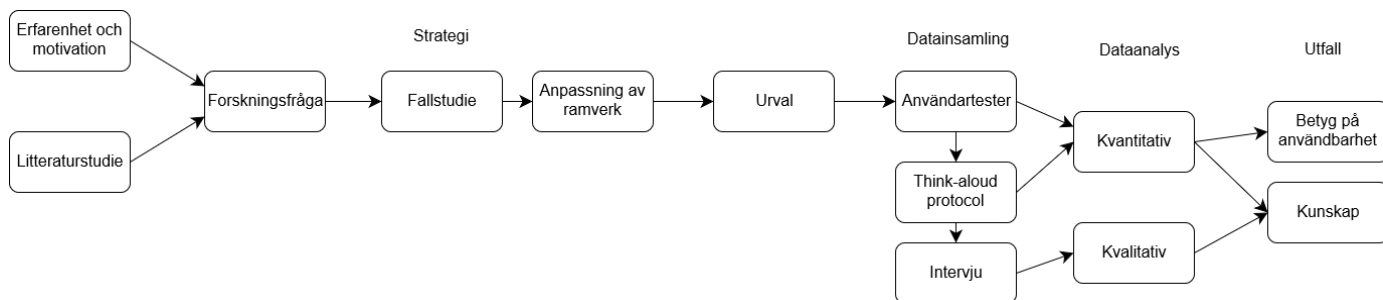 Erfarenhet och
motivation
Litteraturstudie
Forskningsfråga
Strategi
Fallstudie
Anpassning av
ramverk
Urval
Datainsamling
Användartester
Think-aloud
protocol
Intervju
Dataanalys
Kvantitativ
Kvalitativ
Utfall
Betyg på
användbarhet
Kunskap